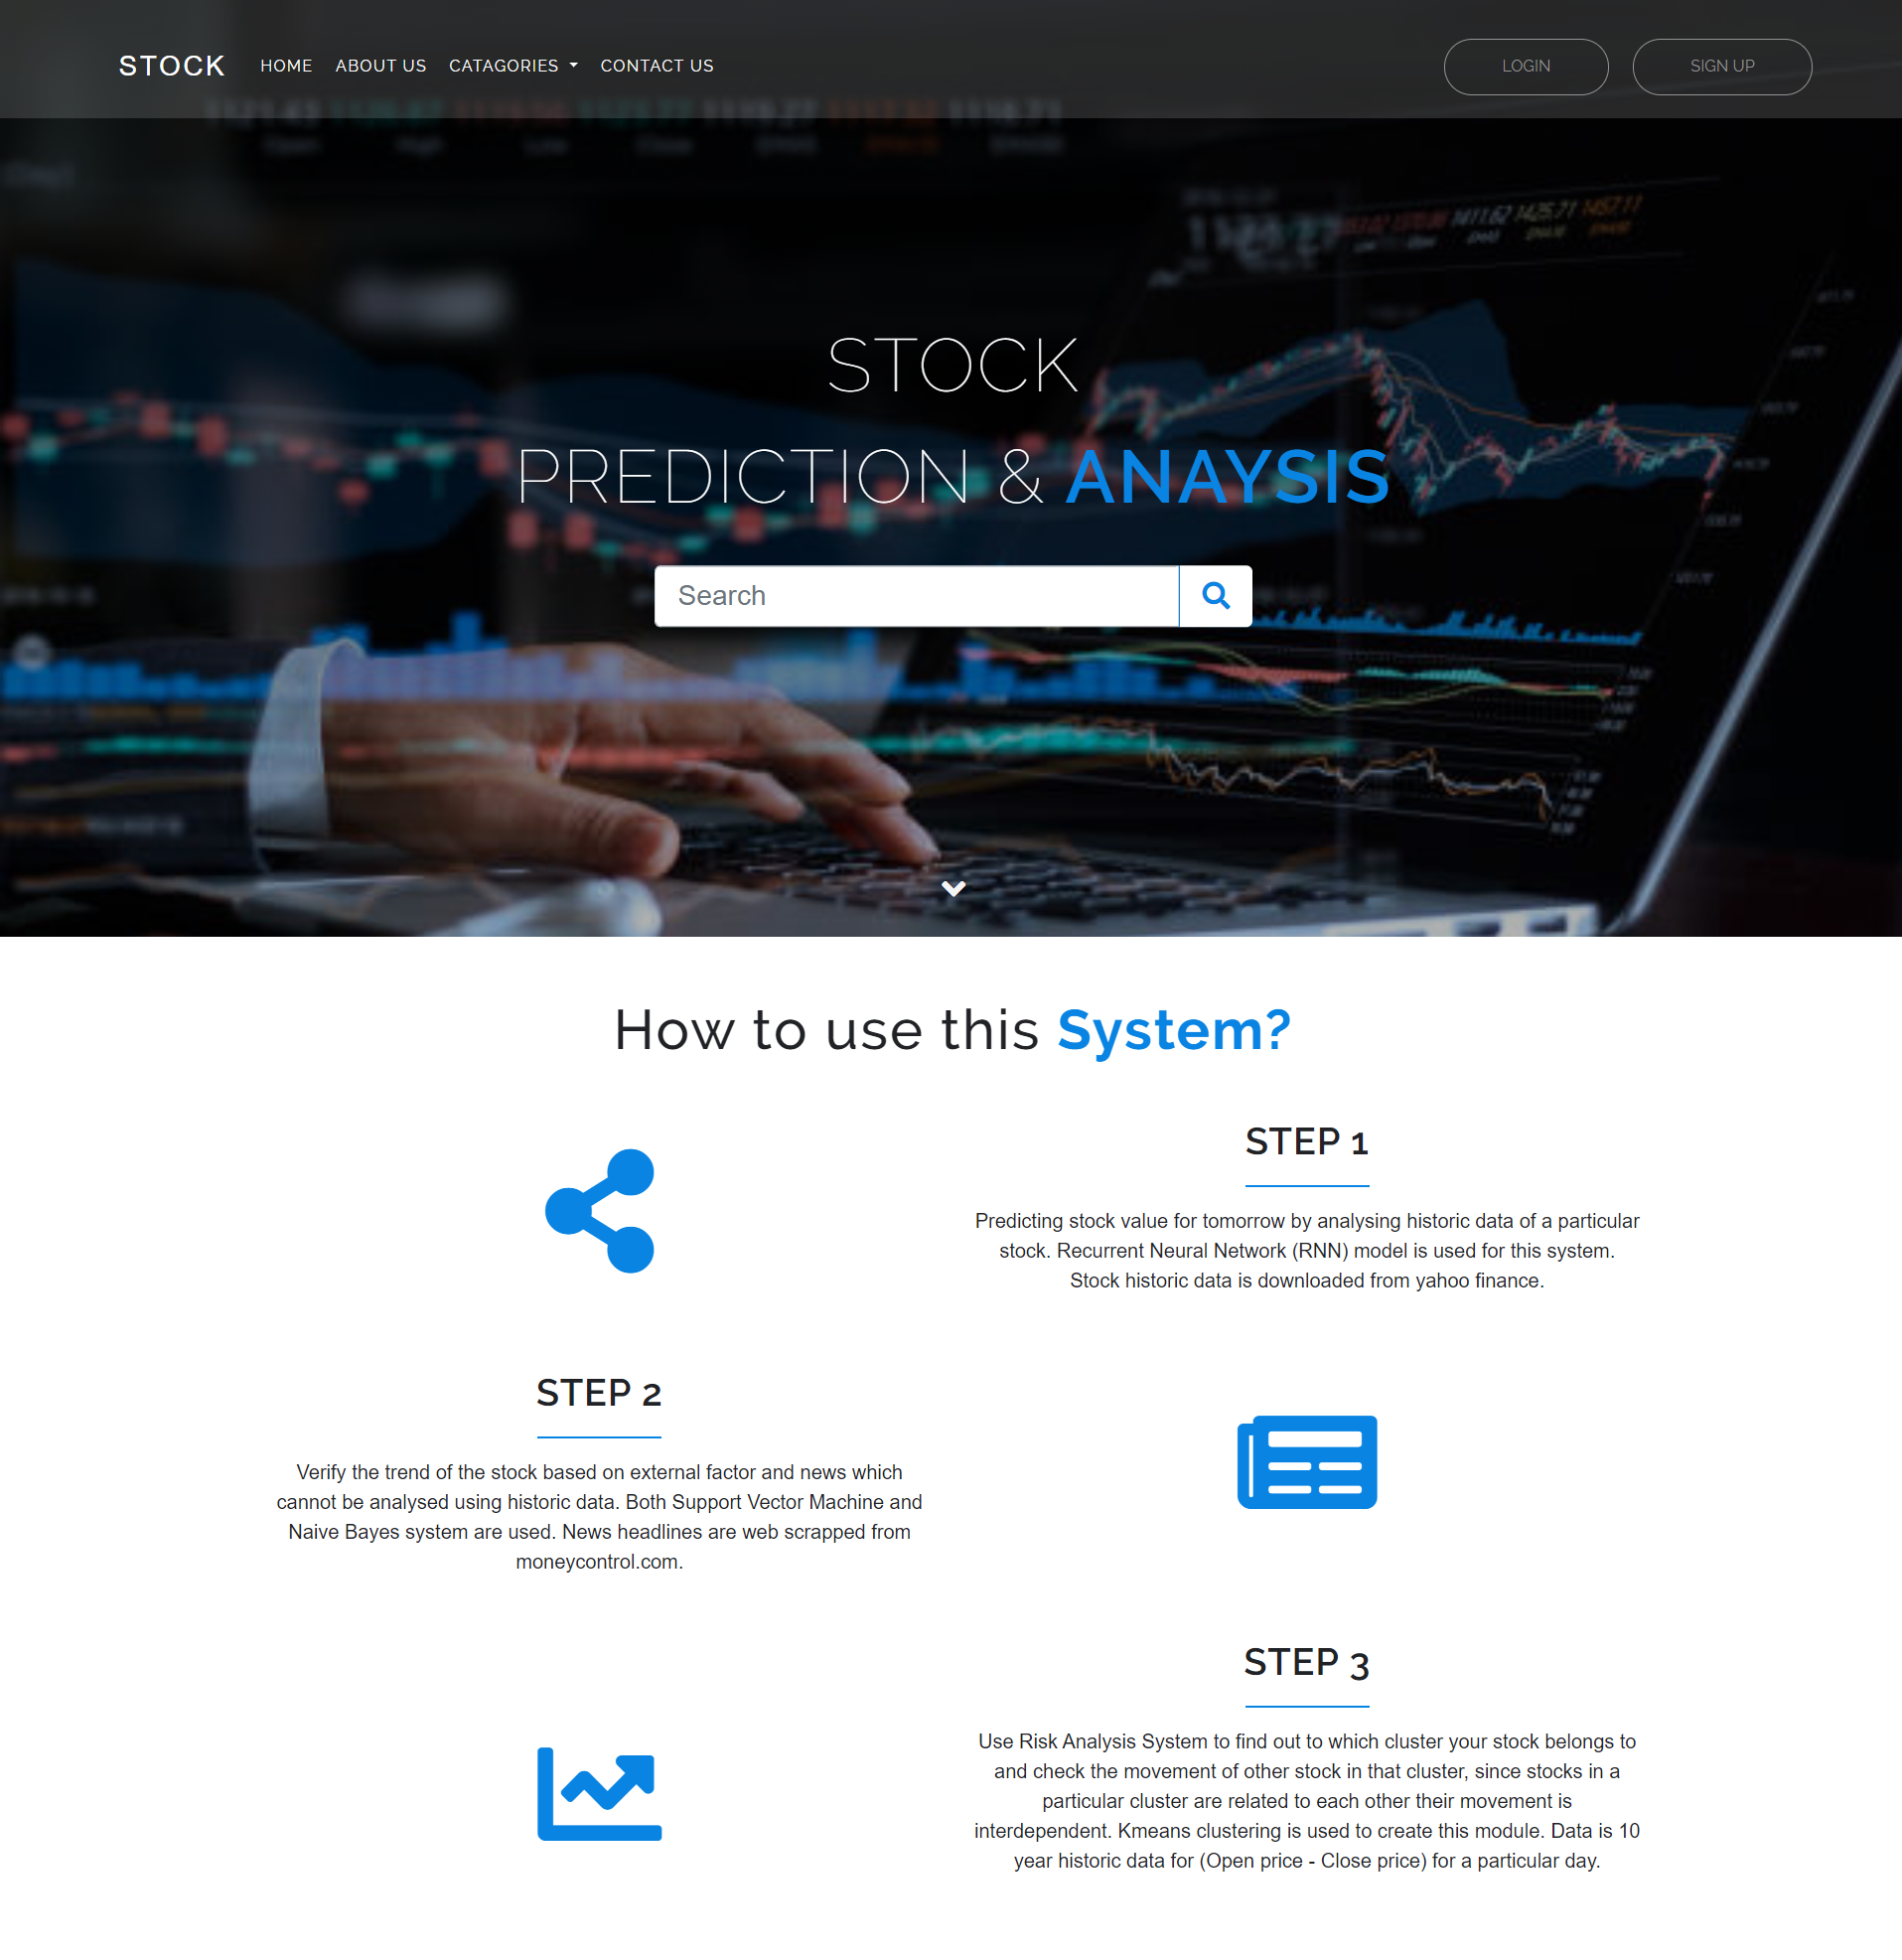 STOCK HOME ABOUT US CATAGORIES CONTACT US LOGIN SIGN UP
STOCK
PREDICTION & ANAYSIS
Search
How to use this System?
STEP 1
Predicting stock value for tomorrow by analysing historic data of a particular
stock. Recurrent Neural Network (RNN) model is used for this system.
Stock historic data is downloaded from yahoo finance.
STEP 2
Verify the trend of the stock based on external factor and news which
cannot be analysed using historic data. Both Support Vector Machine and
Naive Bayes system are used. News headlines are web scrapped from
moneycontrol.com.
STEP 3
Use Risk Analysis System to find out to which cluster your stock belongs to
and check the movement of other stock in that cluster, since stocks in a
particular cluster are related to each other their movement is
interdependent. Kmeans clustering is used to create this module. Data is 10
year historic data for (Open price - Close price) for a particular day.